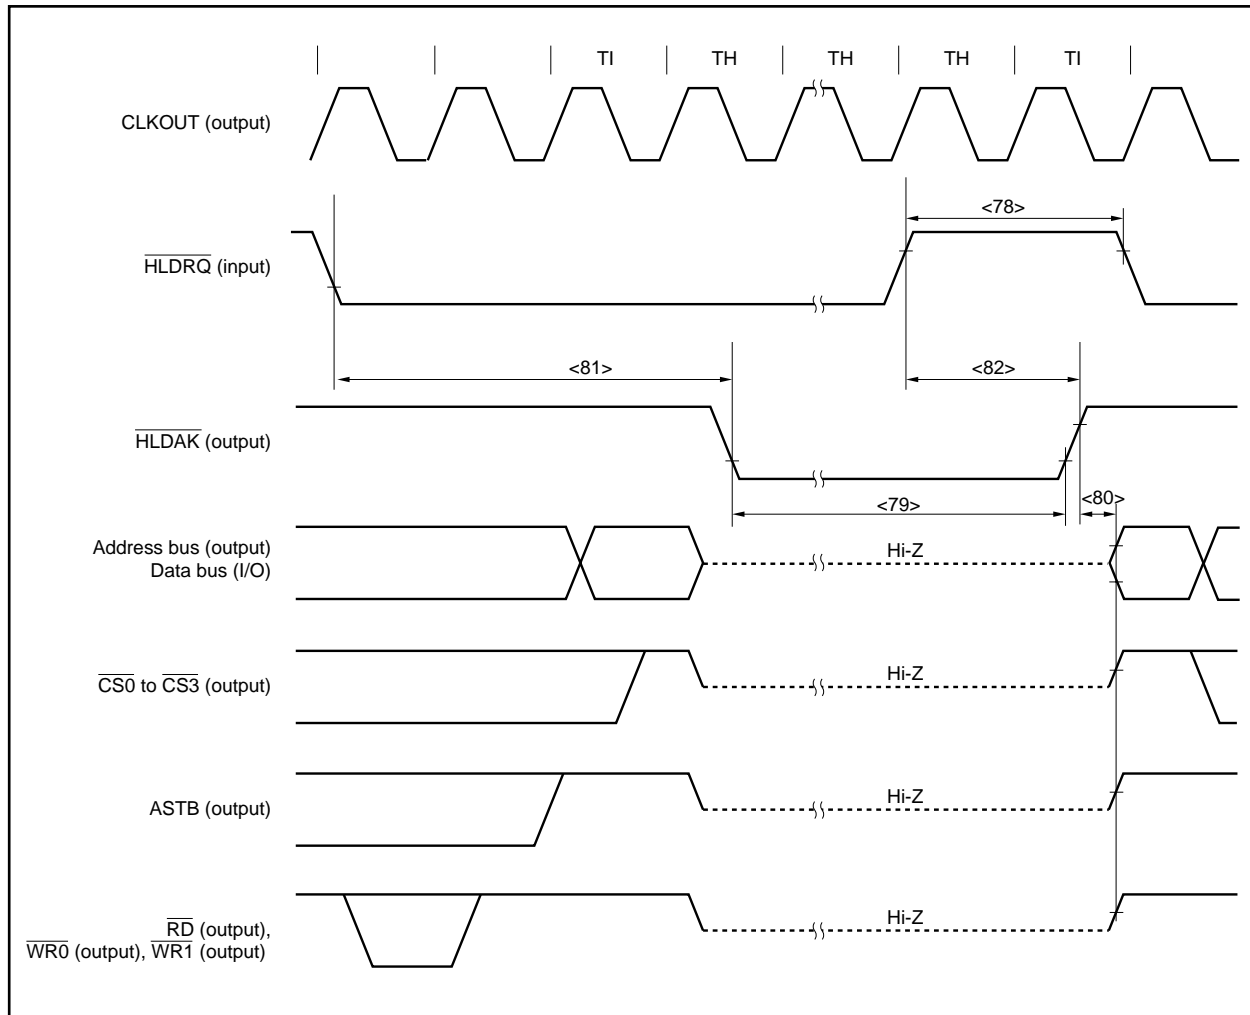 TI TH TH TH TI
CLKOUT (output)
<78>
HLDRQ (input)
<81> <82>
HLDAK (output)
<79> <80>
Address bus (output)
Data bus (I/O)
Hi-Z
CS0 to CS3 (output)
Hi-Z
ASTB (output)
Hi-Z
RD (output),
WR0 (output), WR1 (output)
Hi-Z